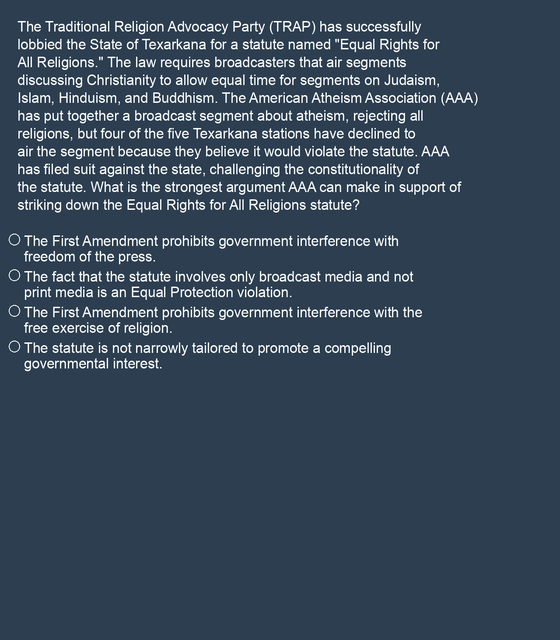 The Traditional Religion Advocacy Party (TRAP) has successfully
lobbied the State of Texarkana for a statute named "Equal Rights for
All Religions." The law requires broadcasters that air segments
discussing Christianity to allow equal time for segments on Judaism,
Islam, Hinduism, and Buddhism. The American Atheism Association (AAA)
has put together a broadcast segment about atheism, rejecting all
religions, but four of the five Texarkana stations have declined to
air the segment because they believe it would violate the statute. AAA
has filed suit against the state, challenging the constitutionality of
the statute. What is the strongest argument AAA can make in support of
striking down the Equal Rights for All Religions statute?
The First Amendment prohibits government interference with
freedom of the press.
The fact that the statute involves only broadcast media and not
print media is an Equal Protection violation.
The First Amendment prohibits government interference with the
free exercise of religion.
The statute is not narrowly tailored to promote a compelling
governmental interest.